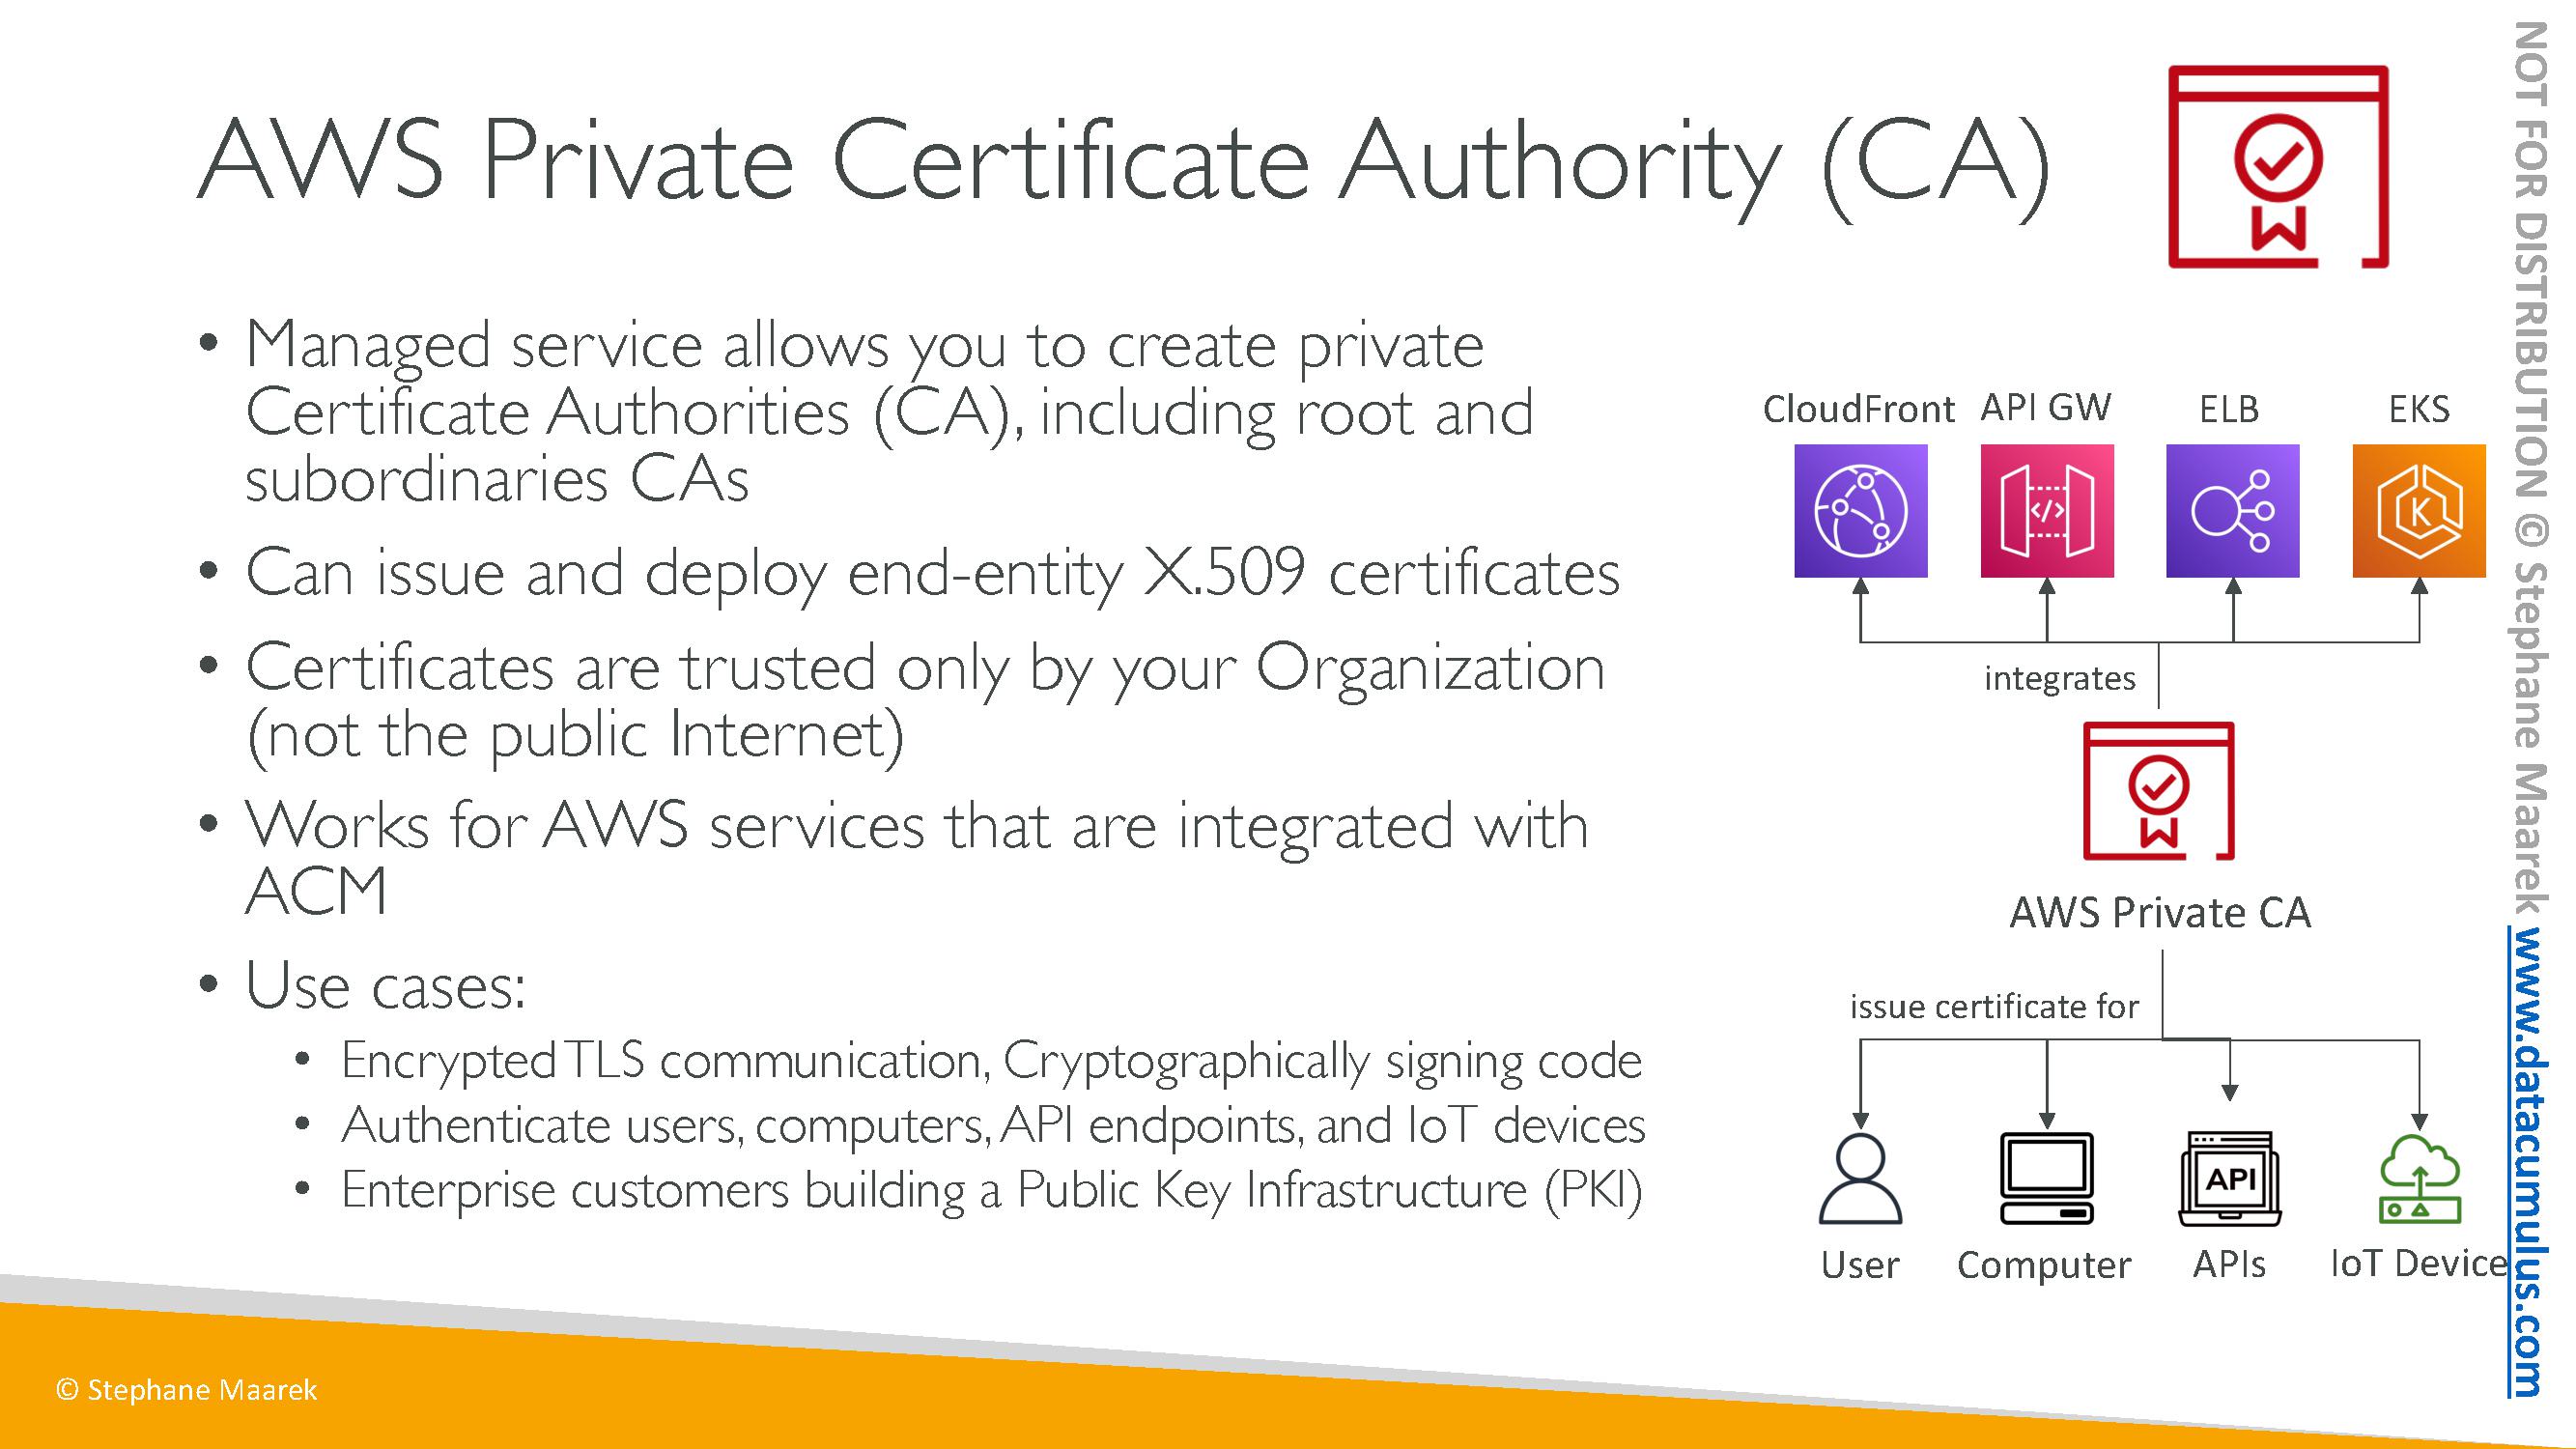 AWS Private Certificate Authority (CA)
• Managed service allows you to create private
Certificate Authorities (CA), including root and
subordinaries CAs
• Can issue and deploy end-entity X.509 certificates
• Certificates are trusted only by your Organization
(not the public Internet)
• Works for AWS services that are integrated with
ACM
• Use cases:
• Encrypted TLS communication, Cryptographically signing code
• Authenticate users, computers, API endpoints, and IoT devices
• Enterprise customers building a Public Key Infrastructure (PKI)
CloudFront API GW ELB EKS
</>
K
integrates
AWS Private CA
issue certificate for
API
User Computer APIs IoT Device
© Stephane Maarek
NOT FOR DISTRIBUTION © Stephane Maarek www.datacumulus.com